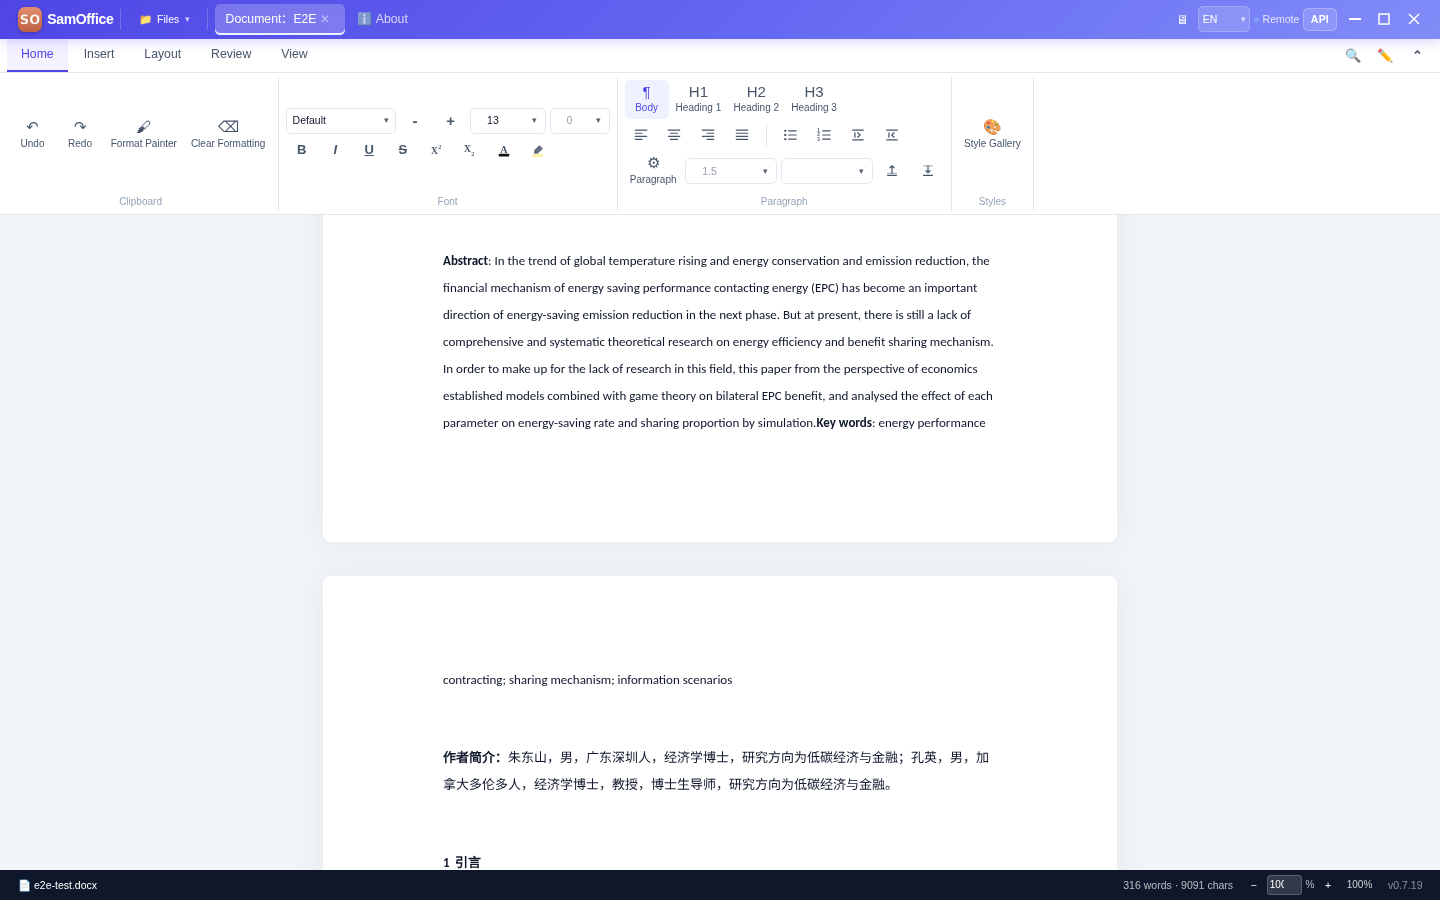 SO SamOffice Files Document： E2E About EN Remote API
Home Insert Layout Review View
Undo Redo Format Painter Clear Formatting
Clipboard
Default - + 13 0
B I U S X² X₂ A
Font
¶ H1 H2 H3
Body Heading 1 Heading 2 Heading 3
Paragraph 1.5
Paragraph
Style Gallery
Styles
Abstract: In the trend of global temperature rising and energy conservation and emission reduction, the
financial mechanism of energy saving performance contacting energy (EPC) has become an important
direction of energy-saving emission reduction in the next phase. But at present, there is still a lack of
comprehensive and systematic theoretical research on energy efficiency and benefit sharing mechanism.
In order to make up for the lack of research in this field, this paper from the perspective of economics
established models combined with game theory on bilateral EPC benefit, and analysed the effect of each
parameter on energy-saving rate and sharing proportion by simulation.Key words: energy performance
contracting; sharing mechanism; information scenarios
作者简介：朱东山，男，广东深圳人，经济学博士，研究方向为低碳经济与金融；孔英，男，加
拿大多伦多人，经济学博士，教授，博士生导师，研究方向为低碳经济与金融。
1 引言
e2e-test.docx 316 words · 9091 chars − 100 % + 100% v0.7.19